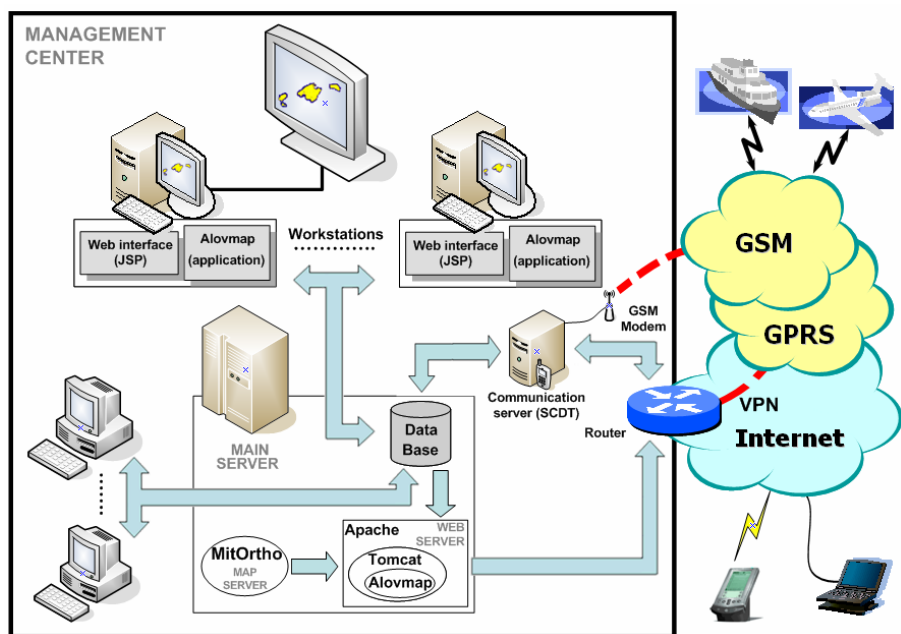 MANAGEMENT
CENTER
Web interface
(JSP)
Alovmap
(application)
Workstations
Web interface
(JSP)
Alovmap
(application)
GSM
GPRS
GSM
Modem
Communication
server (SCDT)
Router
VPN
Internet
MAIN
SERVER
Data
Base
Apache
WEB
SERVER
MitOrtho
MAP
SERVER
Tomcat
Alovmap